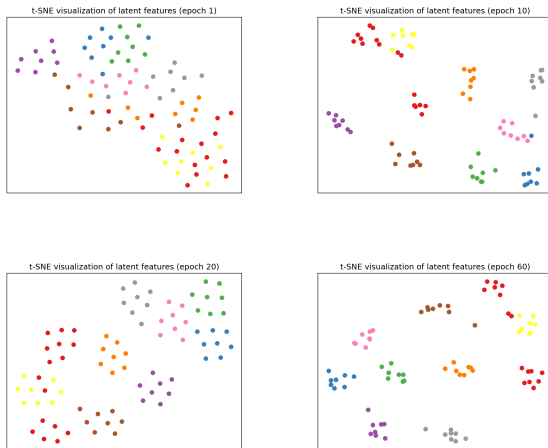 t-SNE visualization of latent features (epoch 1)
t-SNE visualization of latent features (epoch 10)
t-SNE visualization of latent features (epoch 20)
t-SNE visualization of latent features (epoch 60)